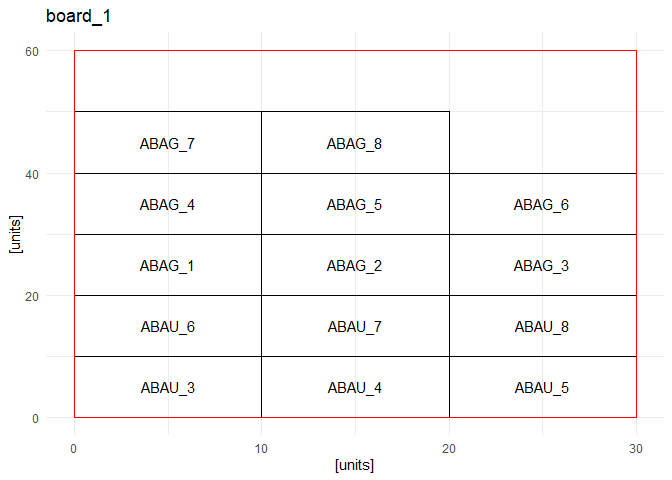 board_1
60
ABAG_7 ABAG_8
40
ABAG_4 ABAG_5 ABAG_6
[units]
ABAG_1 ABAG_2 ABAG_3
20
ABAU_6 ABAU_7 ABAU_8
ABAU_3 ABAU_4 ABAU_5
0
0 10 20 30
[units]